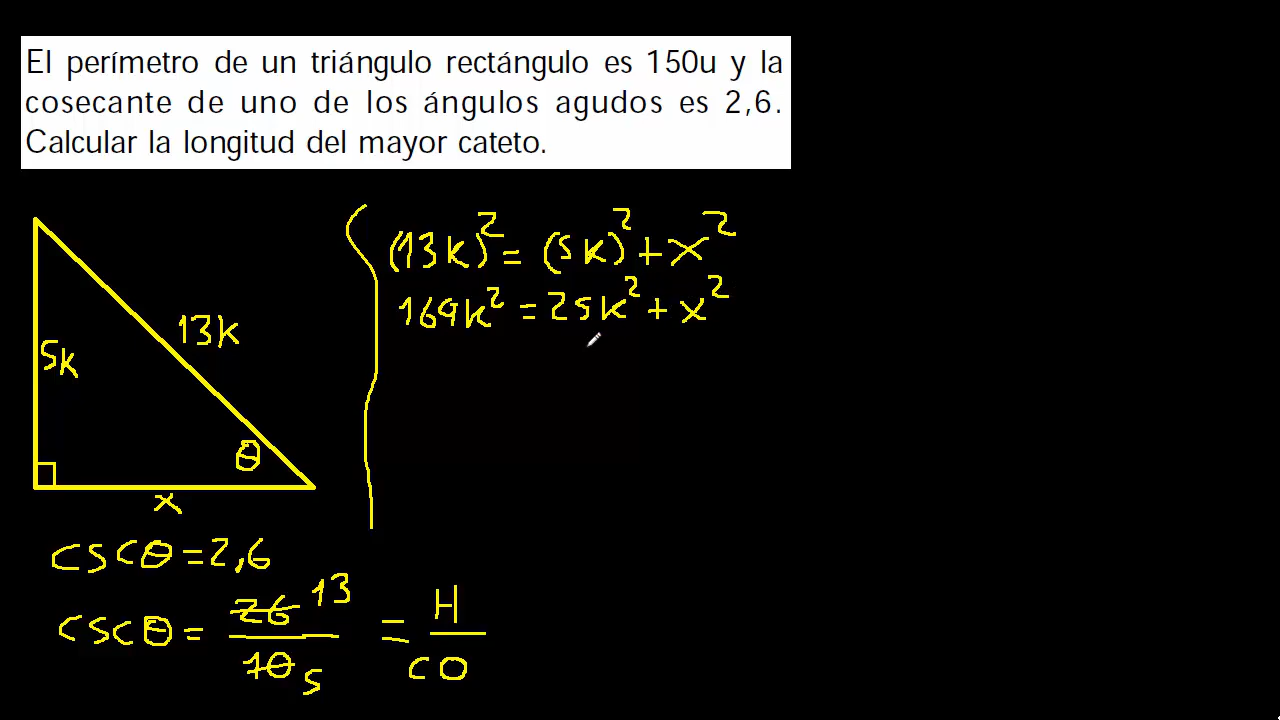 El perímetro de un triángulo rectángulo es 150u y la
cosecante de uno de los ángulos agudos es 2,6.
Calcular la longitud del mayor cateto.
(13k)² = (5k)² + x²
169k² = 25k² + x²
13k
5k
θ
x
cscθ = 2,6
cscθ = 26 13 / 10 5 = H / CO